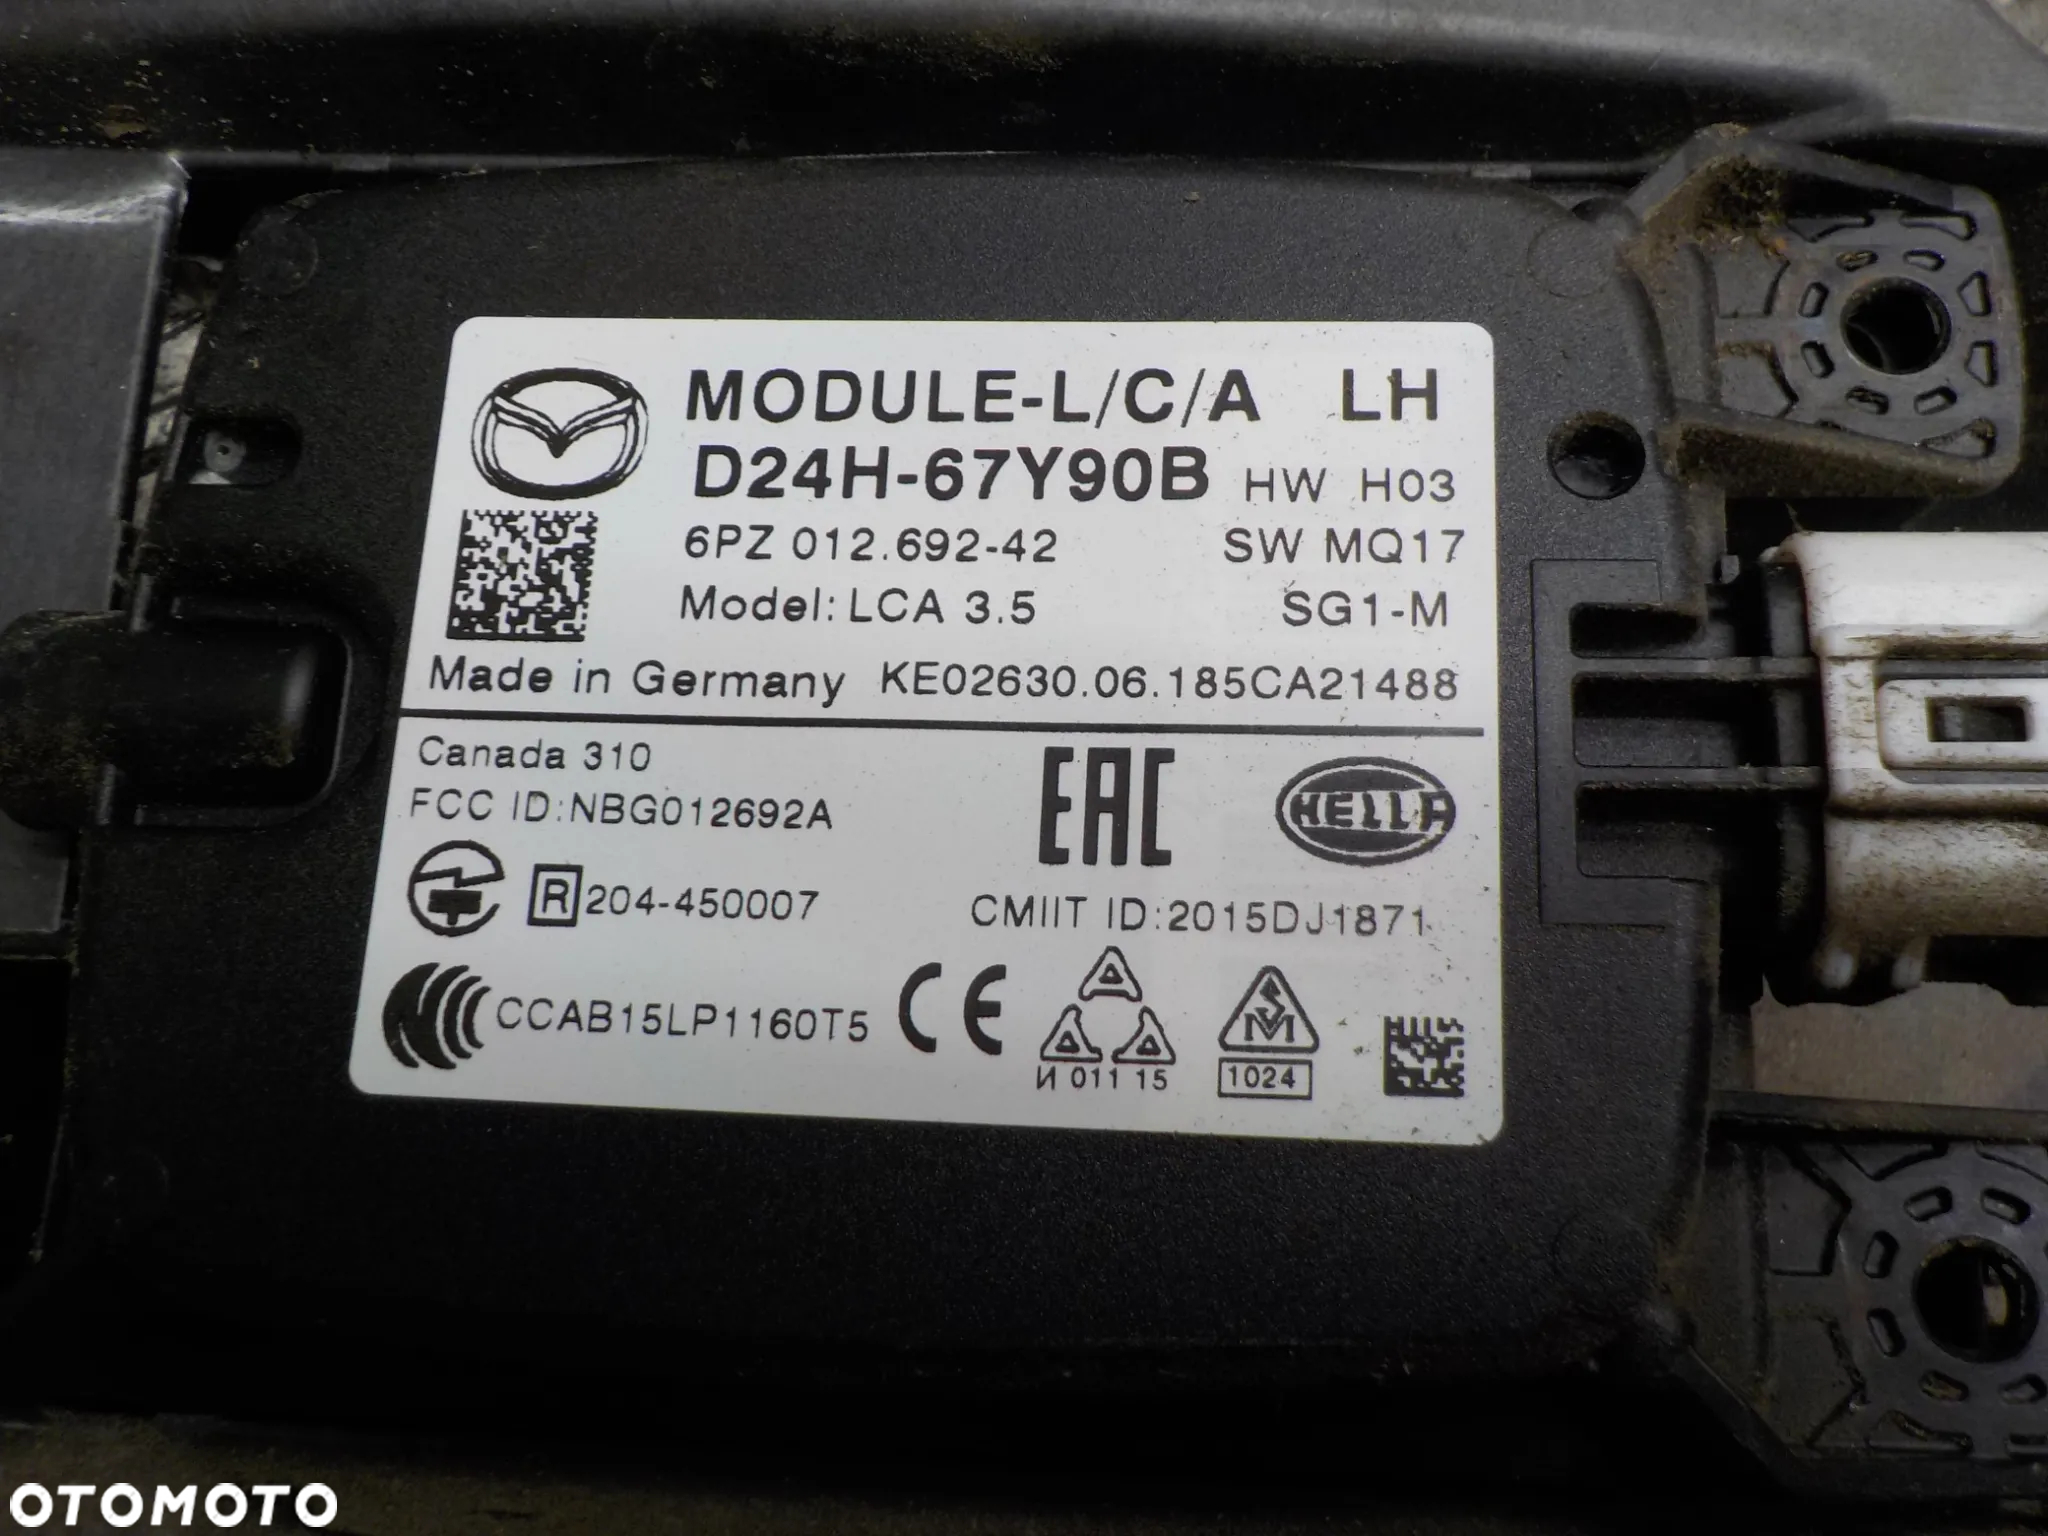 MODULE-L/C/A LH
D24H-67Y90B HW H03
6PZ 012.692-42 SW MQ17
Model: LCA 3.5 SG1-M
Made in Germany KE02630.06.185CA21488
Canada 310
FCC ID:NBG012692A
EAC HELLA
R 204-450007 CMIIT ID:2015DJ1871
CCAB15LP1160T5 CE
И 011 15 1024
OTOMOTO